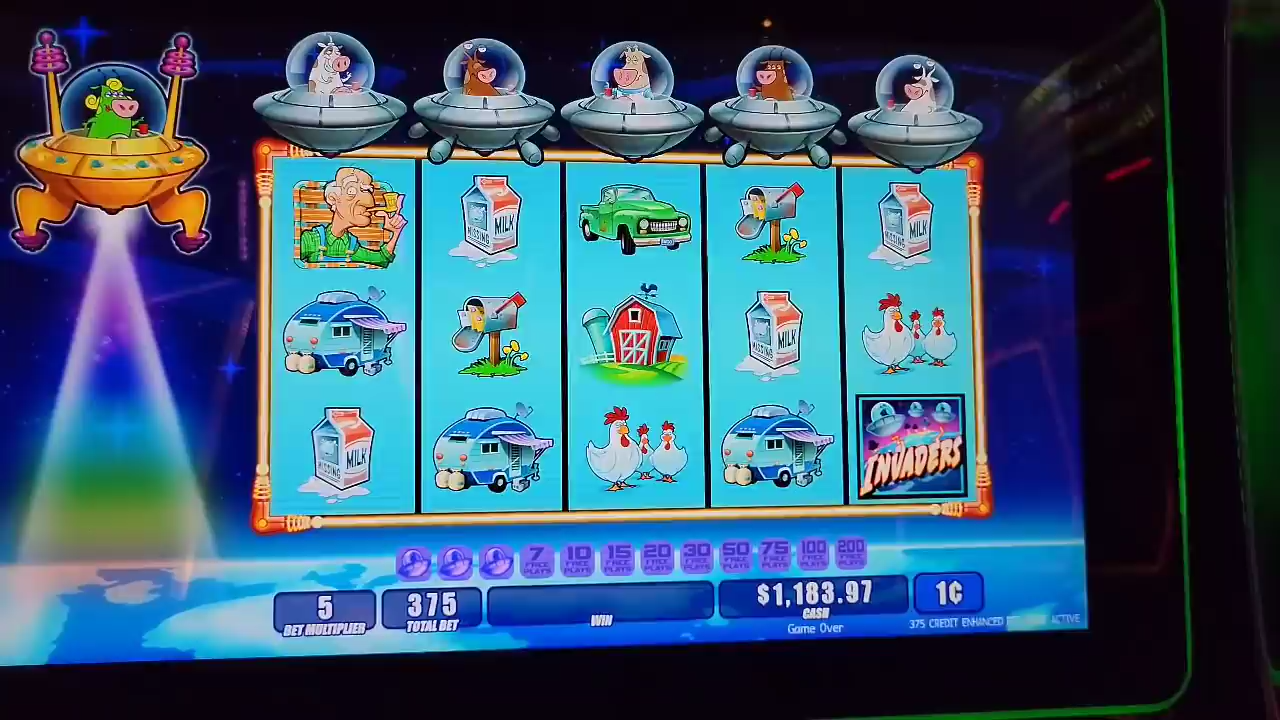 MISSING MILK
MISSING MILK
MISSING MILK
MISSING MILK
INVADERS
7 FREE PLAYS
10 FREE PLAYS
15 FREE PLAYS
20 FREE PLAYS
30 FREE PLAYS
50 FREE PLAYS
75 FREE PLAYS
100 FREE PLAYS
200 FREE PLAYS
5
BET MULTIPLIER
375
TOTAL BET
WIN
$1,183.97
CASH
1¢
Game Over
375 CREDIT ENHANCED ACTIVE